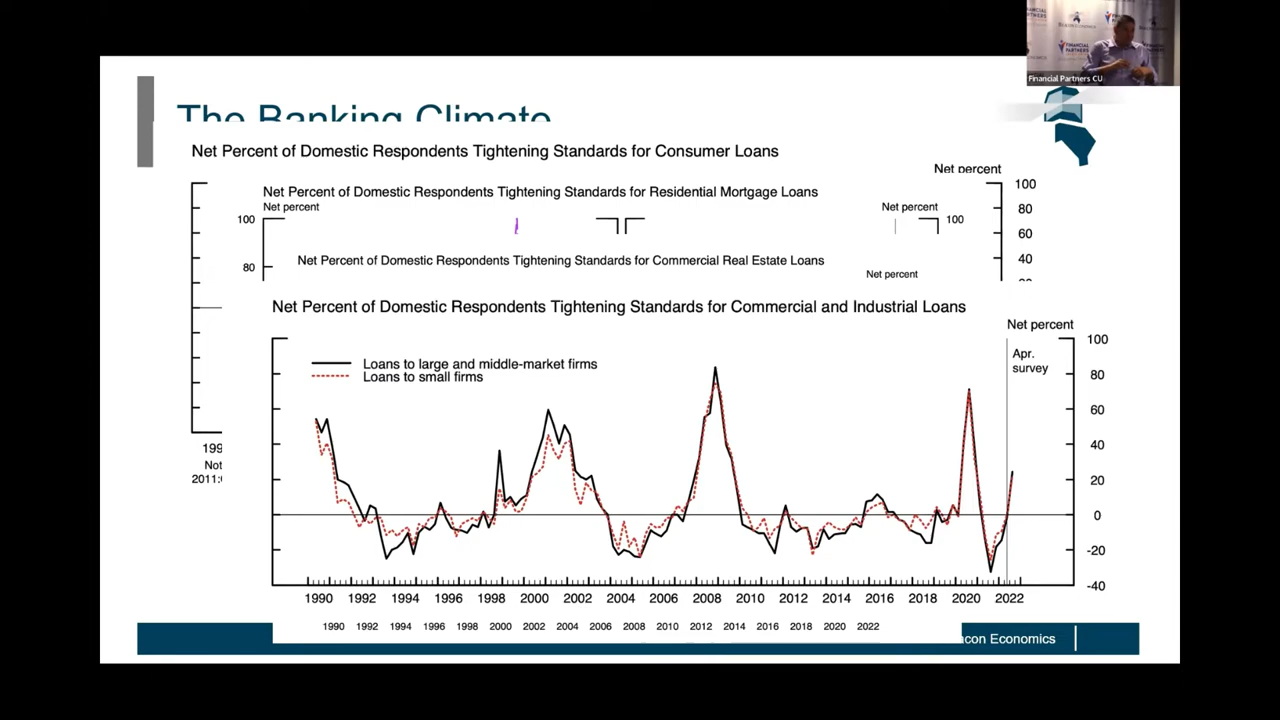 FINANCIAL PARTNERS
Financial Partners CU
The Banking Climate
Net Percent of Domestic Respondents Tightening Standards for Consumer Loans
Net percent
100
80
60
40
20
Net Percent of Domestic Respondents Tightening Standards for Residential Mortgage Loans
Net percent
Net percent
100
100
80
Net Percent of Domestic Respondents Tightening Standards for Commercial Real Estate Loans
Net percent
Net Percent of Domestic Respondents Tightening Standards for Commercial and Industrial Loans
Net percent
Loans to large and middle-market firms
Loans to small firms
Apr.
survey
100
80
60
40
20
0
-20
-40
199
Not
2011:
1990 1992 1994 1996 1998 2000 2002 2004 2006 2008 2010 2012 2014 2016 2018 2020 2022
1990 1992 1994 1996 1998 2000 2002 2004 2006 2008 2010 2012 2014 2016 2018 2020 2022
acon Economics